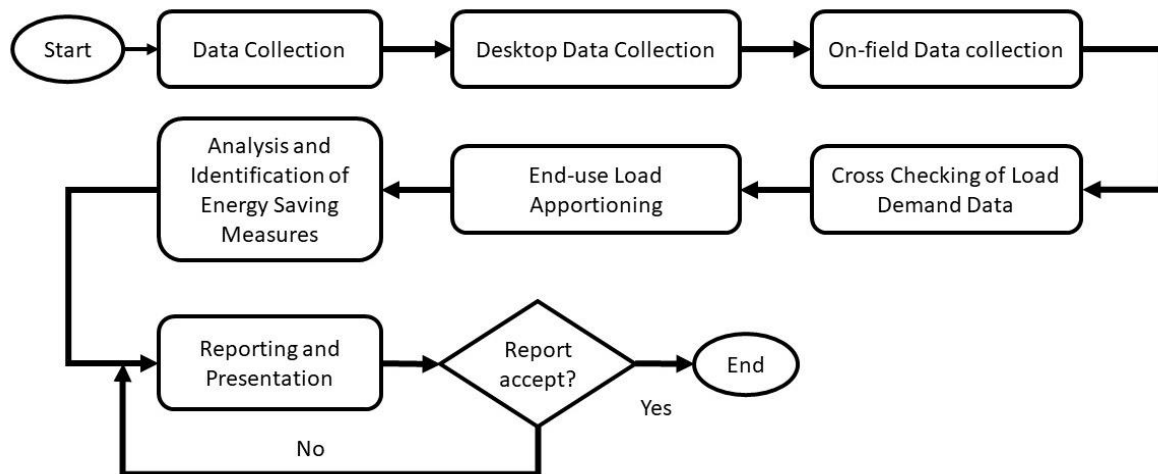 Start
Data Collection
Desktop Data Collection
On-field Data collection
Analysis and
Identification of
Energy Saving
Measures
End-use Load
Apportioning
Cross Checking of Load
Demand Data
Reporting and
Presentation
Report
accept?
End
Yes
No